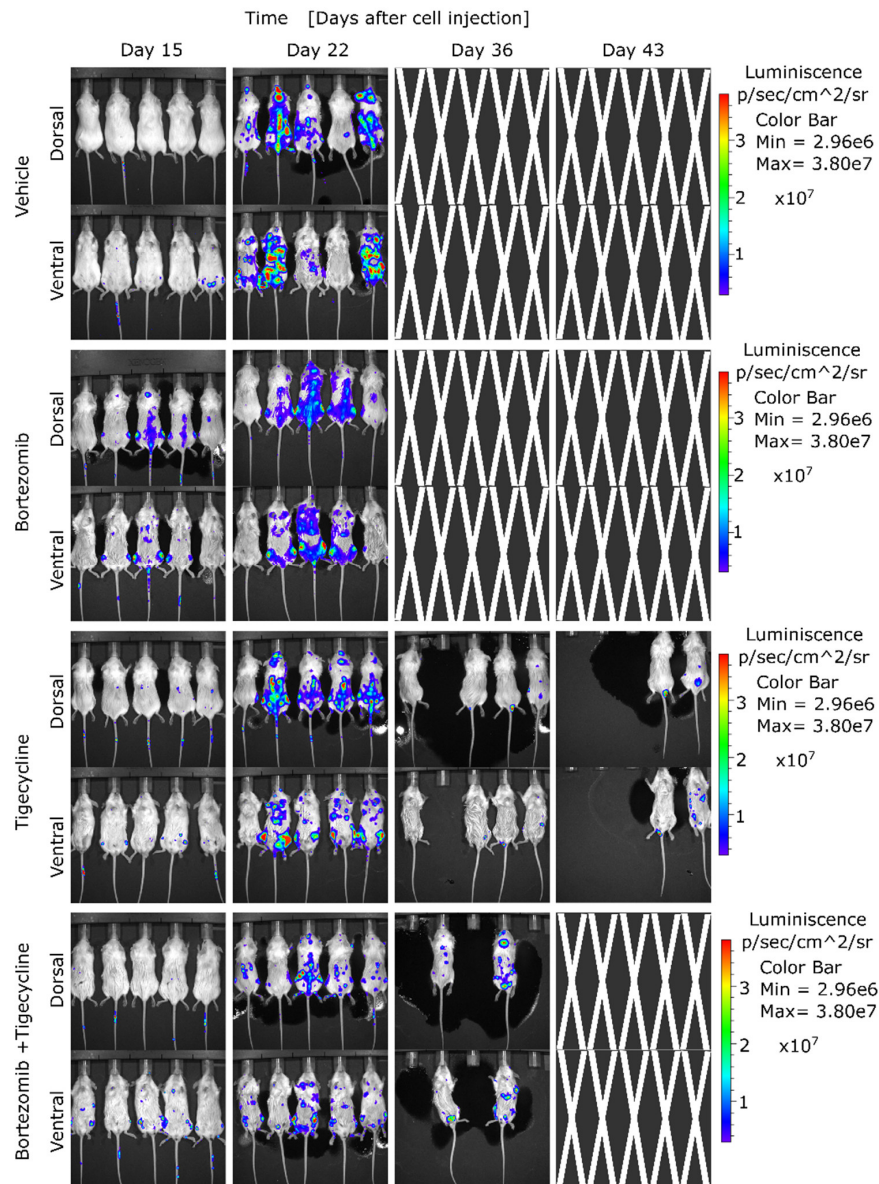 Time [Days after cell injection]
Day 15 Day 22 Day 36 Day 43
Vehicle
Dorsal
Ventral
Luminiscence
p/sec/cm^2/sr
Color Bar
Min = 2.96e6
Max= 3.80e7
3
2
1
x10⁷
Bortezomib
Dorsal
Ventral
Luminiscence
p/sec/cm^2/sr
Color Bar
Min = 2.96e6
Max= 3.80e7
3
2
1
x10⁷
Tigecycline
Dorsal
Ventral
Luminiscence
p/sec/cm^2/sr
Color Bar
Min = 2.96e6
Max= 3.80e7
3
2
1
x10⁷
Bortezomib +Tigecycline
Dorsal
Ventral
Luminiscence
p/sec/cm^2/sr
Color Bar
Min = 2.96e6
Max= 3.80e7
3
2
1
x10⁷